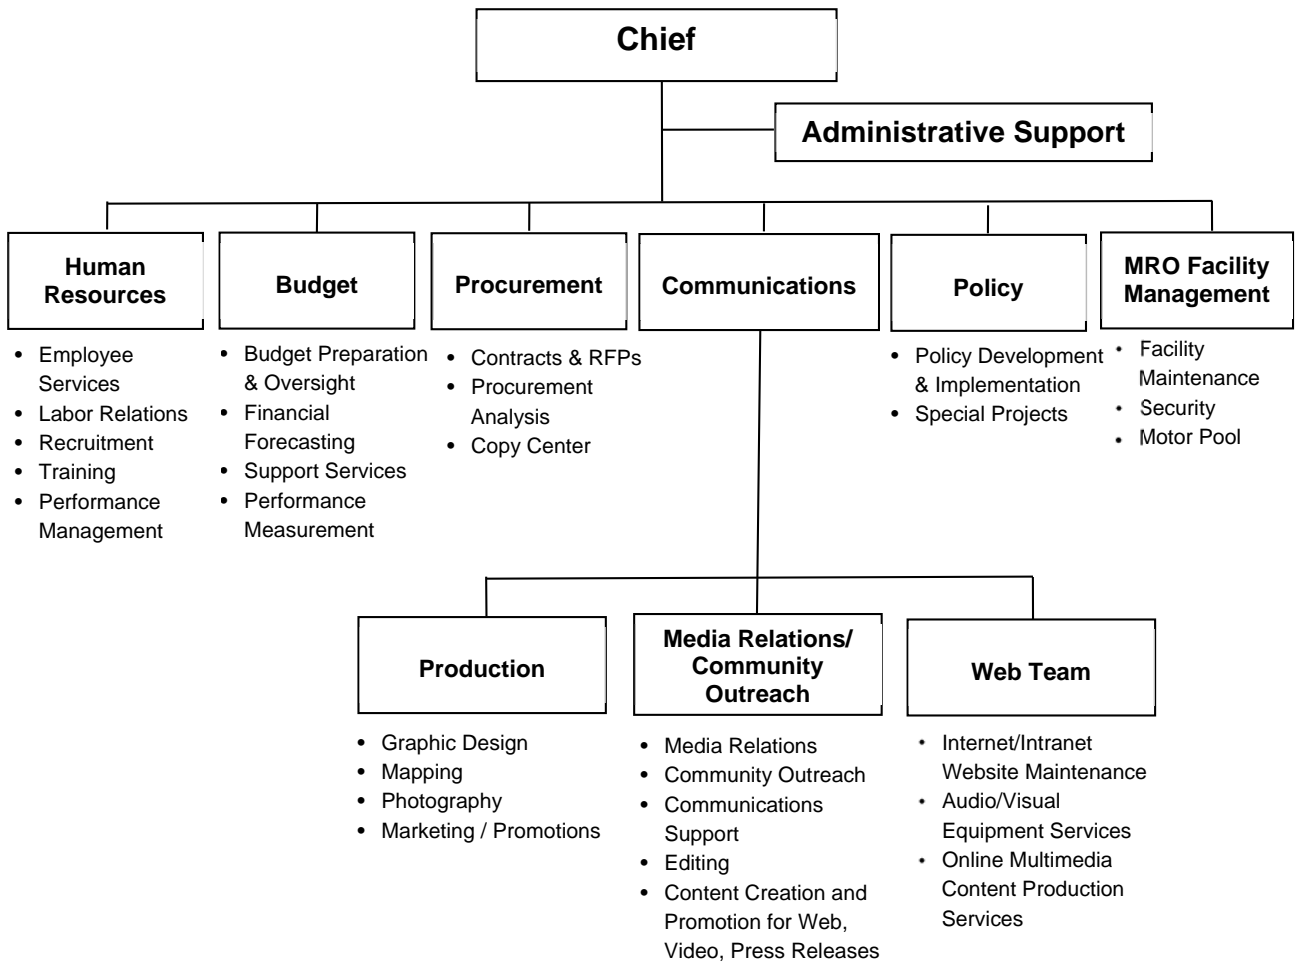 Chief
Administrative Support
Human
Resources
• Employee
Services
• Labor Relations
• Recruitment
• Training
• Performance
Management
Budget
• Budget Preparation
& Oversight
• Financial
Forecasting
• Support Services
• Performance
Measurement
Procurement
• Contracts & RFPs
• Procurement
Analysis
• Copy Center
Communications
Policy
• Policy Development
& Implementation
• Special Projects
MRO Facility
Management
• Facility
Maintenance
• Security
• Motor Pool
Production
• Graphic Design
• Mapping
• Photography
• Marketing / Promotions
Media Relations/
Community
Outreach
• Media Relations
• Community Outreach
• Communications
Support
• Editing
• Content Creation and
Promotion for Web,
Video, Press Releases
Web Team
• Internet/Intranet
Website Maintenance
• Audio/Visual
Equipment Services
• Online Multimedia
Content Production
Services